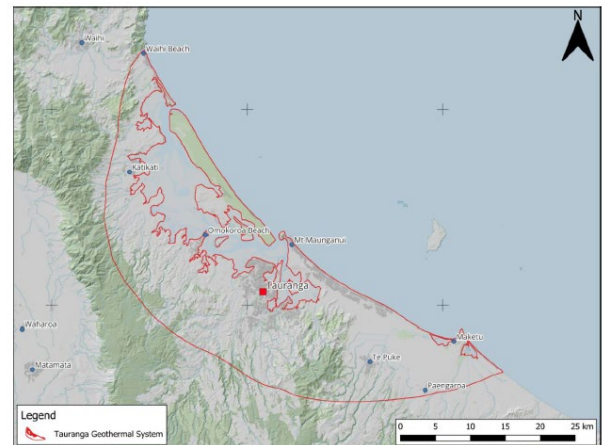 N
Waihi
Waihi Beach
Katikati
Omokoroa Beach
Mt Maunganui
Tauranga
Waharoa
Matamata
Maketu
Te Puke
Paengaroa
Legend
Tauranga Geothermal System
0 5 10 15 20 25 km